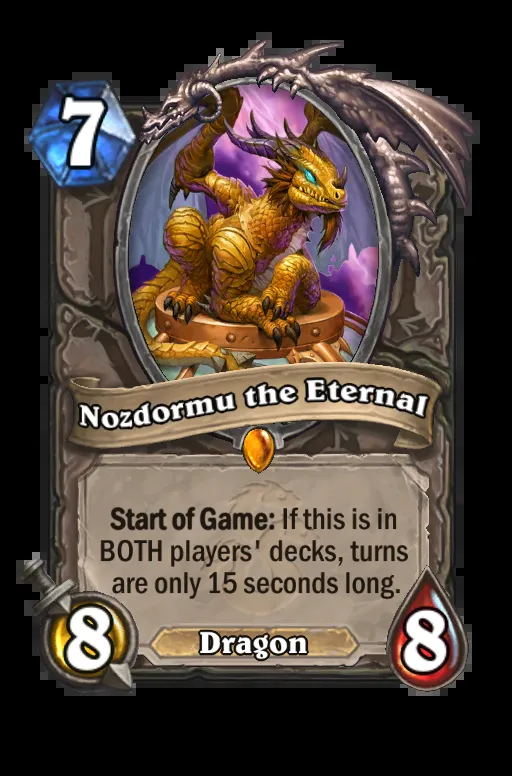 7
Nozdormu the Eternal
Start of Game: If this is in
BOTH players' decks, turns
are only 15 seconds long.
8
Dragon
8